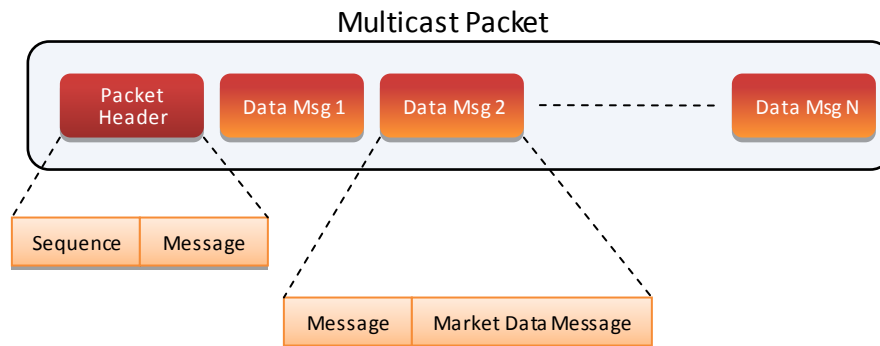 Multicast Packet
Packet
Header
Data Msg 1
Data Msg 2
Data Msg N
Sequence
Message
Message
Market Data Message